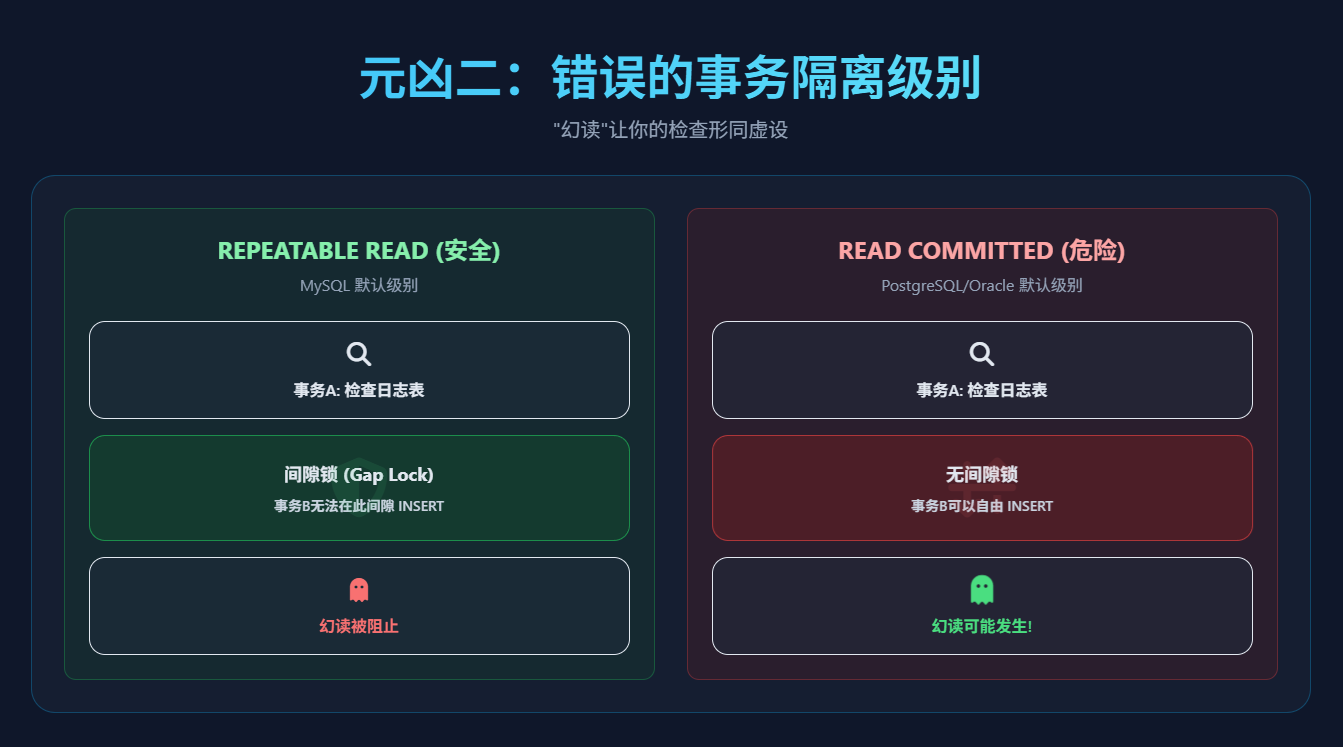 元凶二：错误的事务隔离级别
"幻读"让你的检查形同虚设
REPEATABLE READ (安全)
MySQL 默认级别
事务A: 检查日志表
间隙锁 (Gap Lock)
事务B无法在此间隙 INSERT
幻读被阻止
READ COMMITTED (危险)
PostgreSQL/Oracle 默认级别
事务A: 检查日志表
无间隙锁
事务B可以自由 INSERT
幻读可能发生!